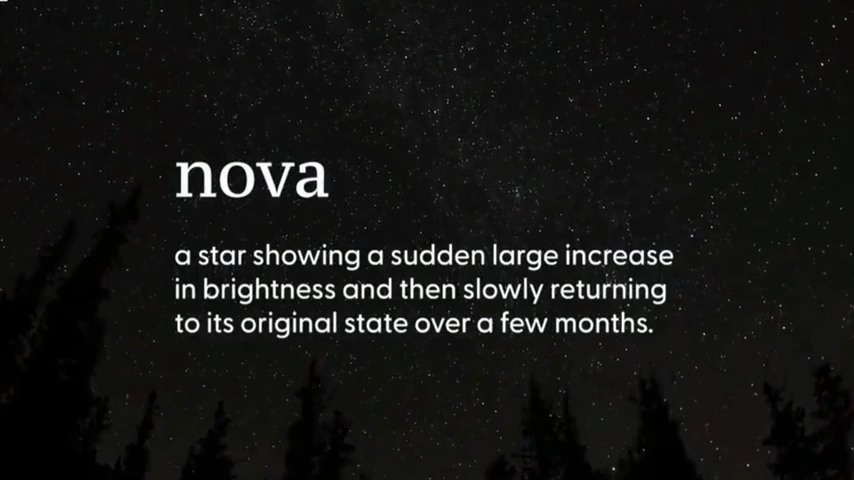 nova
a star showing a sudden large increase
in brightness and then slowly returning
to its original state over a few months.